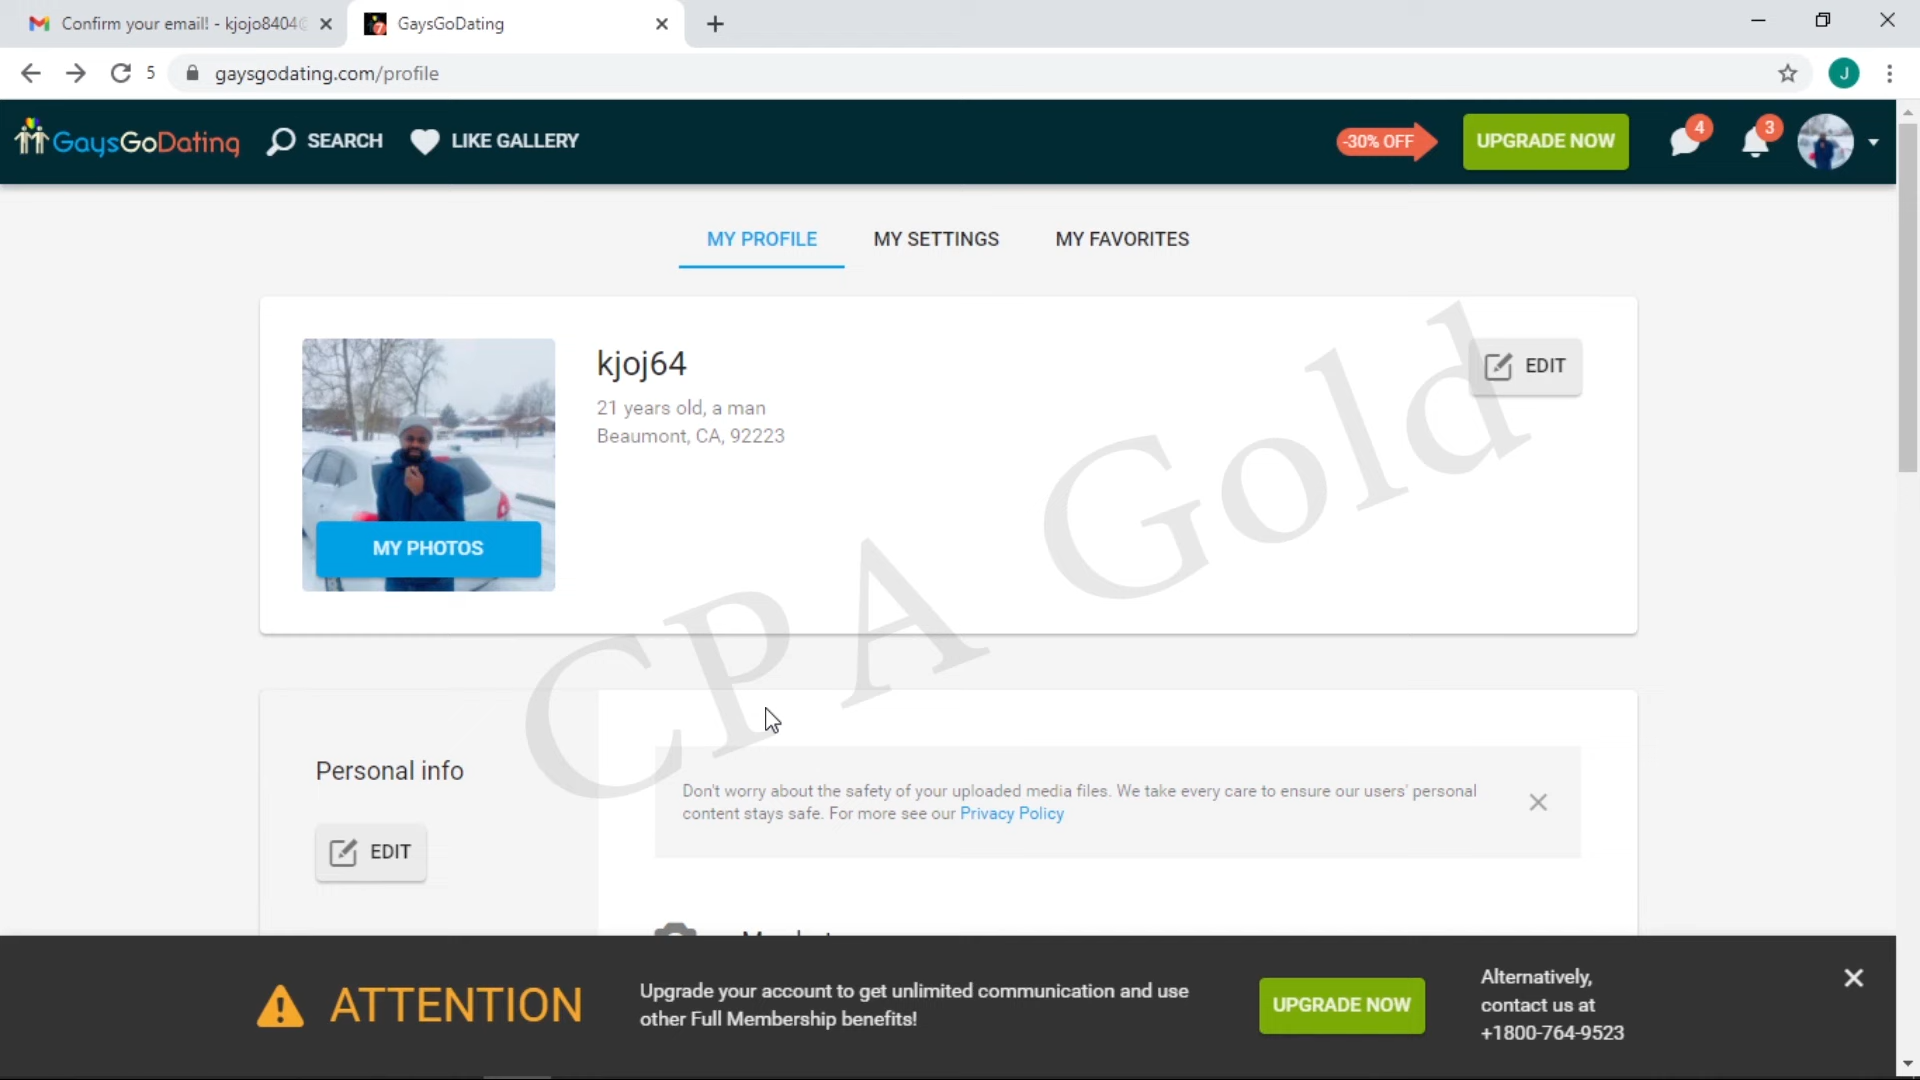 Confirm your email! - kjojo8404
GaysGoDating
5
gaysgodating.com/profile
J
GaysGoDating
SEARCH
LIKE GALLERY
-30% OFF
UPGRADE NOW
4
3
MY PROFILE
MY SETTINGS
MY FAVORITES
kjoj64
21 years old, a man
Beaumont, CA, 92223
EDIT
MY PHOTOS
CPA Gold
Personal info
EDIT
Don't worry about the safety of your uploaded media files. We take every care to ensure our users' personal
content stays safe. For more see our Privacy Policy
ATTENTION
Upgrade your account to get unlimited communication and use
other Full Membership benefits!
UPGRADE NOW
Alternatively,
contact us at
+1800-764-9523